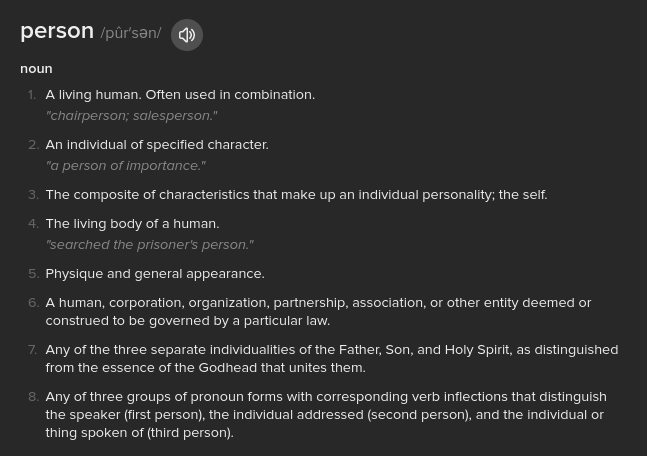 person /pûr′sən/
noun
1. A living human. Often used in combination.
"chairperson; salesperson."
2. An individual of specified character.
"a person of importance."
3. The composite of characteristics that make up an individual personality; the self.
4. The living body of a human.
"searched the prisoner's person."
5. Physique and general appearance.
6. A human, corporation, organization, partnership, association, or other entity deemed or
construed to be governed by a particular law.
7. Any of the three separate individualities of the Father, Son, and Holy Spirit, as distinguished
from the essence of the Godhead that unites them.
8. Any of three groups of pronoun forms with corresponding verb inflections that distinguish
the speaker (first person), the individual addressed (second person), and the individual or
thing spoken of (third person).